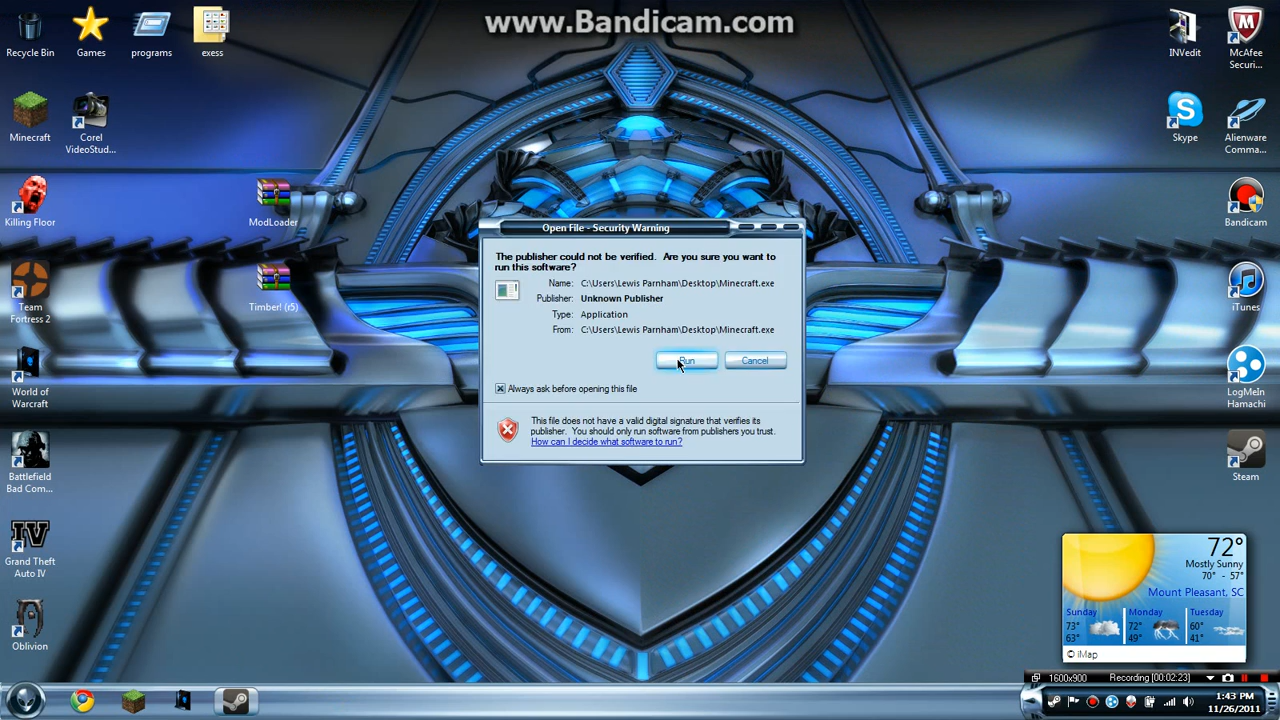 www.Bandicam.com
Recycle Bin
Games
programs
exess
INVedit
McAfee
Securi...
Minecraft
Corel
VideoStud...
Skype
Alienware
Comma...
Killing Floor
ModLoader
Bandicam
Team
Fortress 2
Timber! (r5)
iTunes
World of
Warcraft
LogMeIn
Hamachi
Battlefield
Bad Com...
Steam
Grand Theft
Auto IV
Oblivion
Open File - Security Warning
The publisher could not be verified.  Are you sure you want to
run this software?
Name: C:\Users\Lewis Parnham\Desktop\Minecraft.exe
Publisher: Unknown Publisher
Type: Application
From: C:\Users\Lewis Parnham\Desktop\Minecraft.exe
Run
Cancel
Always ask before opening this file
This file does not have a valid digital signature that verifies its
publisher.  You should only run software from publishers you trust.
How can I decide what software to run?
72°
Mostly Sunny
70° - 57°
Mount Pleasant, SC
Sunday
73°
63°
Monday
72°
49°
Tuesday
60°
41°
© iMap
1600x900
Recording [00:02:23]
1:43 PM
11/26/2011